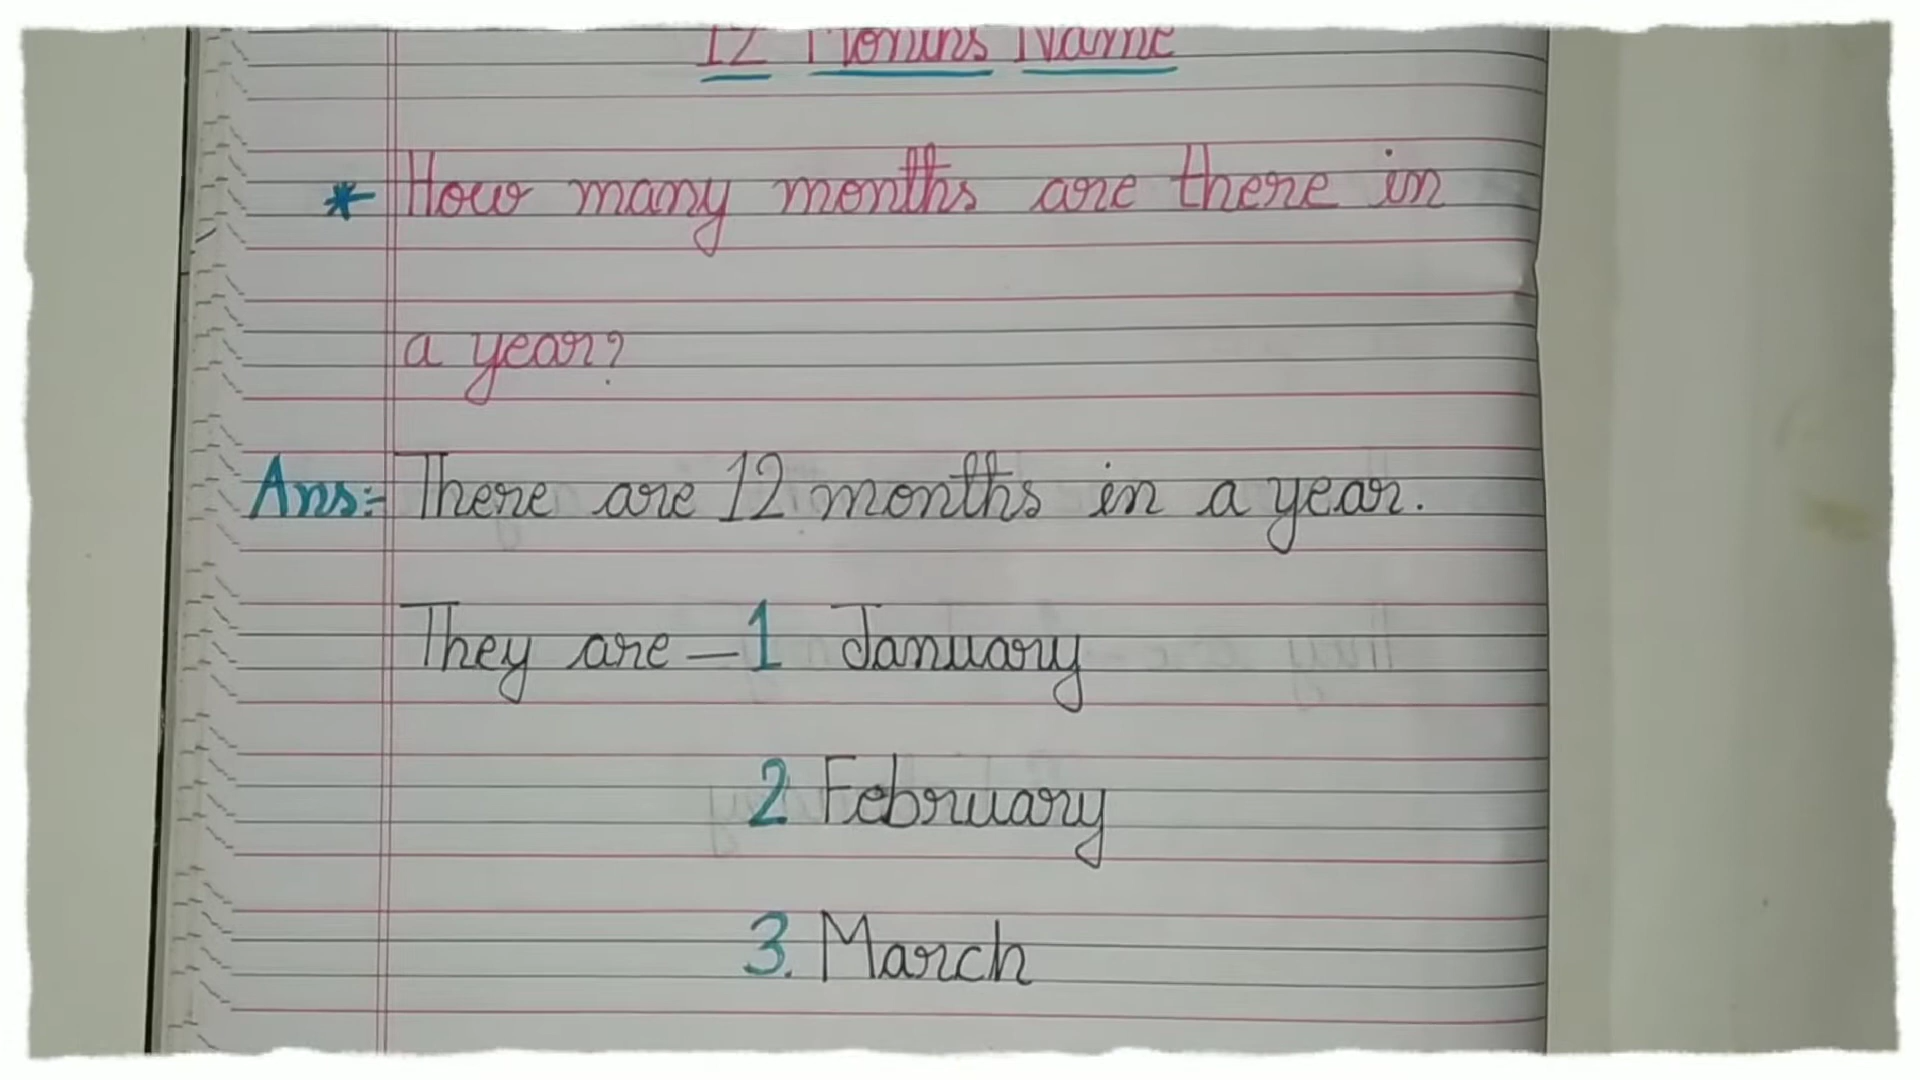 12 Months Name
* How many months are there in
a year?
Ans:- There are 12 months in a year.
They are – 1 January
2 February
3. March